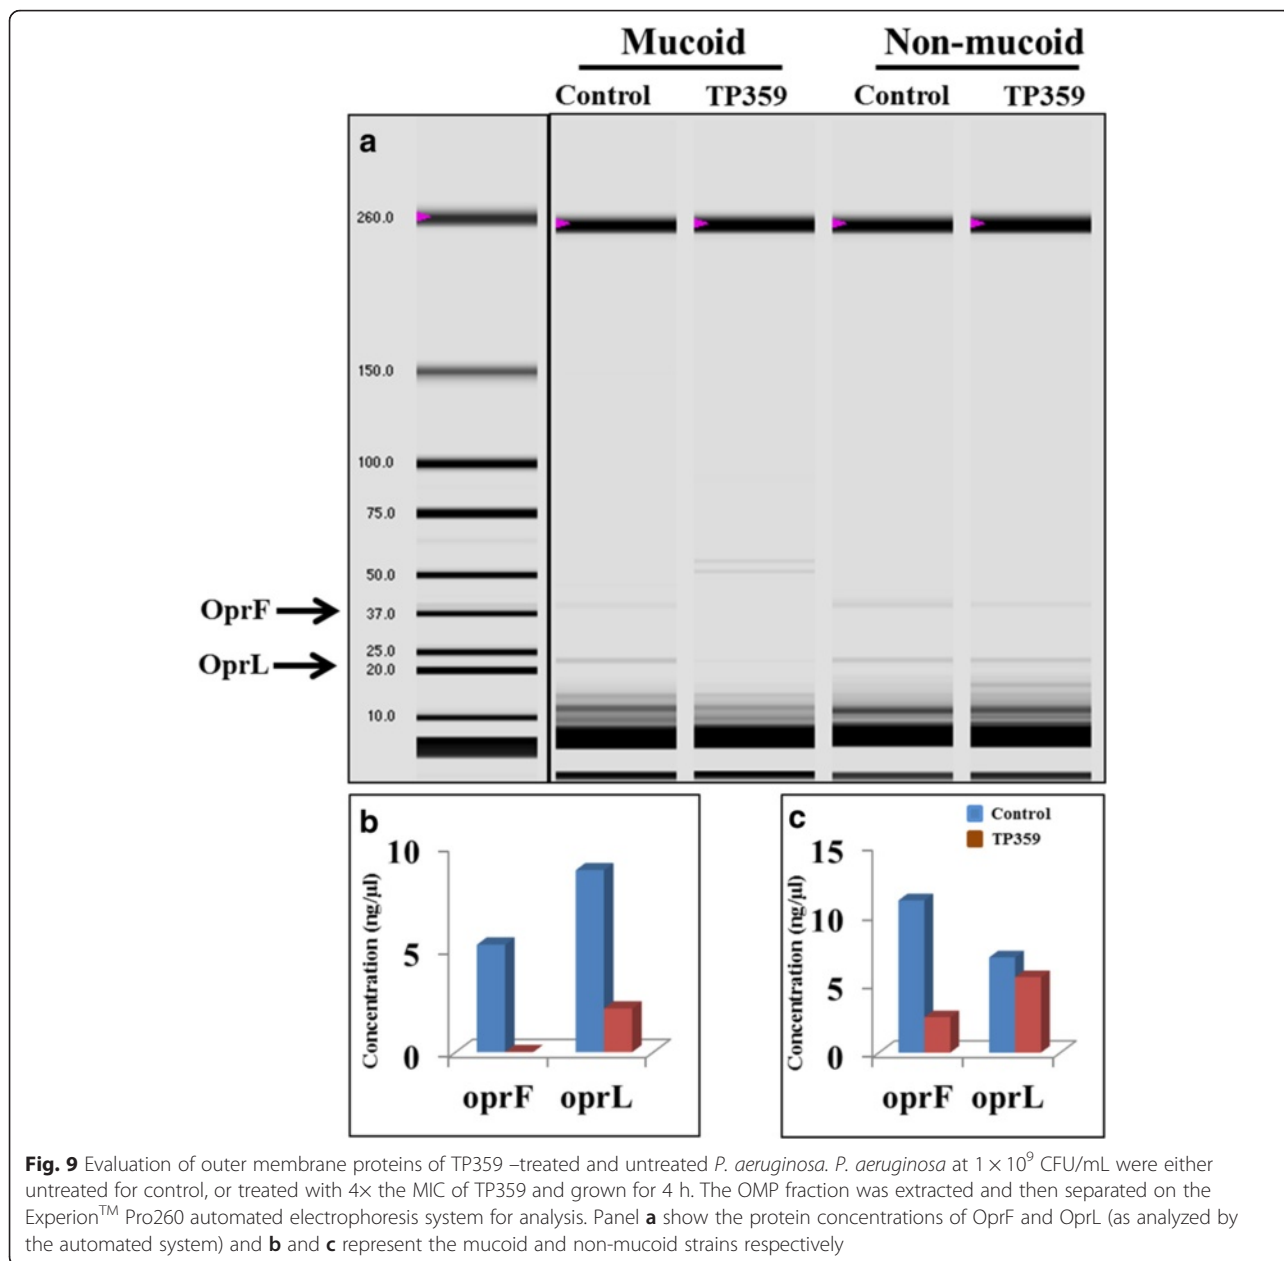 Mucoid Non-mucoid
Control TP359 Control TP359
a
260.0
150.0
100.0
75.0
50.0
OprF 37.0
25.0
OprL 20.0
10.0
b
10
5
0
Concentration (ng/µl)
oprF oprL
c
Control
TP359
15
10
5
0
Concentration (ng/µl)
oprF oprL
Fig. 9 Evaluation of outer membrane proteins of TP359 –treated and untreated P. aeruginosa. P. aeruginosa at 1 × 10⁹ CFU/mL were either
untreated for control, or treated with 4× the MIC of TP359 and grown for 4 h. The OMP fraction was extracted and then separated on the
Experion™ Pro260 automated electrophoresis system for analysis. Panel a show the protein concentrations of OprF and OprL (as analyzed by
the automated system) and b and c represent the mucoid and non-mucoid strains respectively